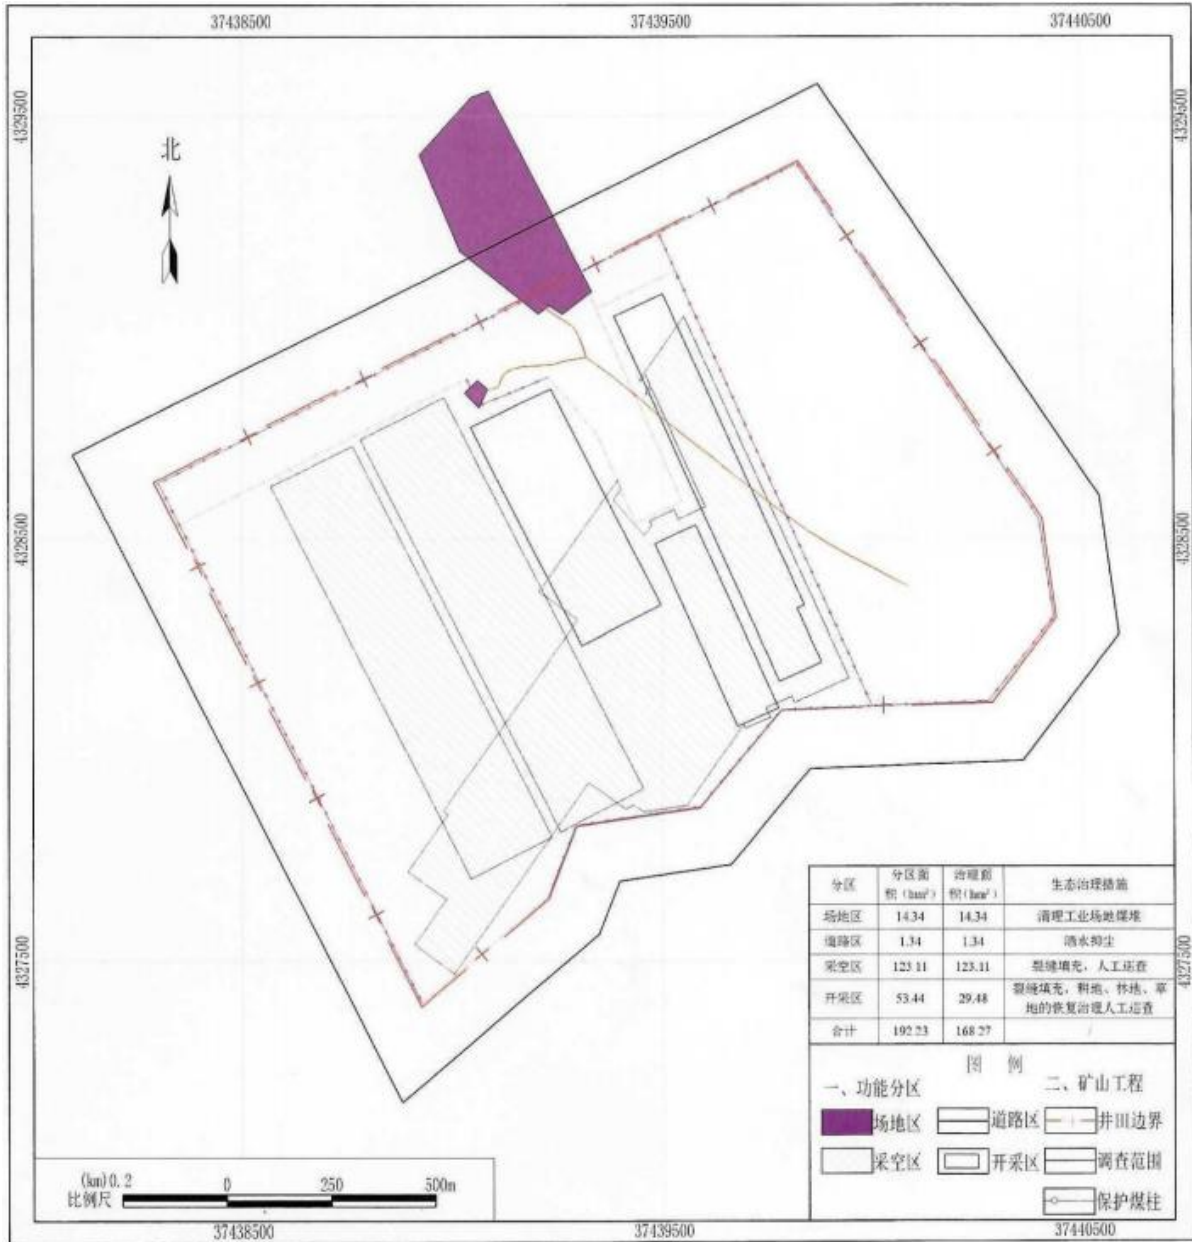 37438500 37439500 37440500
4329500 4329500
北
4328500 4328500
4327500 4327500
分区 分区面积(hm²) 治理面积(hm²) 生态治理措施
场地区 14.34 14.34 清理工业场地煤堆
道路区 1.34 1.34 洒水抑尘
采空区 123.11 123.11 裂缝填充、人工巡查
开采区 53.44 29.48 裂缝填充、耕地、林地、草
地的恢复治理人工巡查
合计 192.23 168.27 /
图 例
一、功能分区 二、矿山工程
场地区 道路区 井田边界
采空区 开采区 调查范围
保护煤柱
(km)0.2 0 250 500m
比例尺
37438500 37439500 37440500